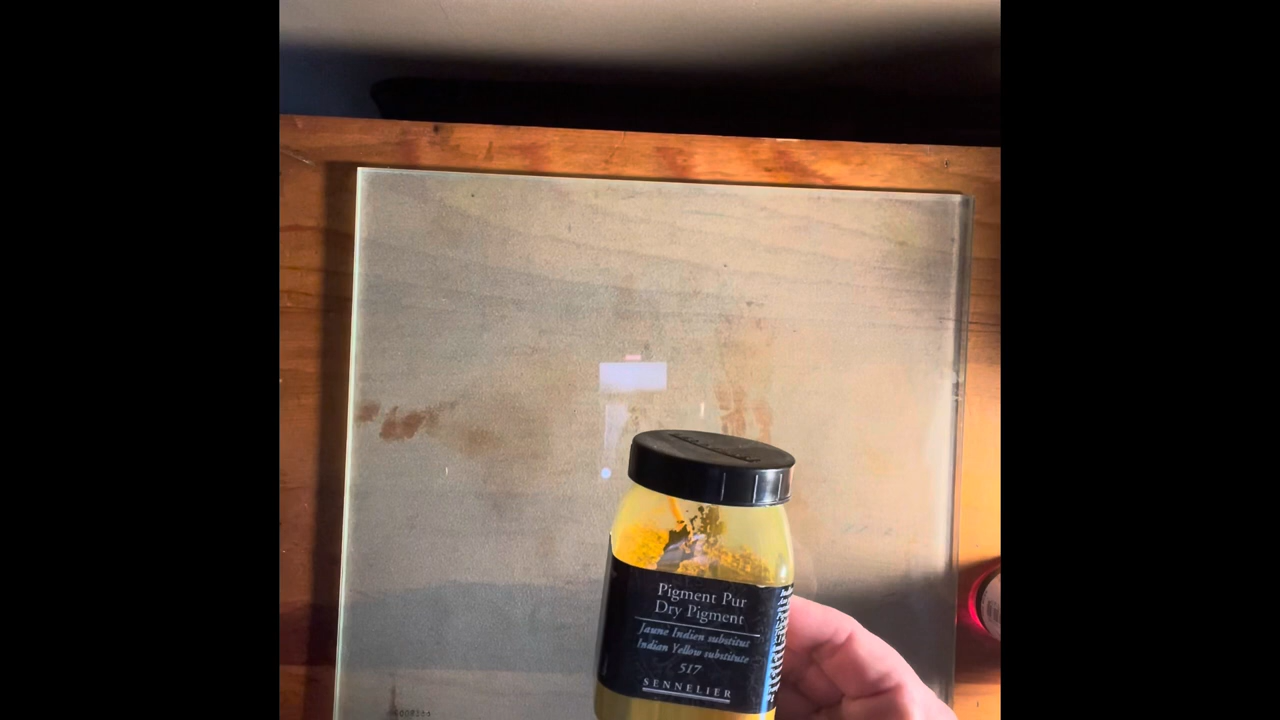 Pigment Pur
Dry Pigment
Jaune Indien substitut
Indian Yellow substitute
517
SENNELIER